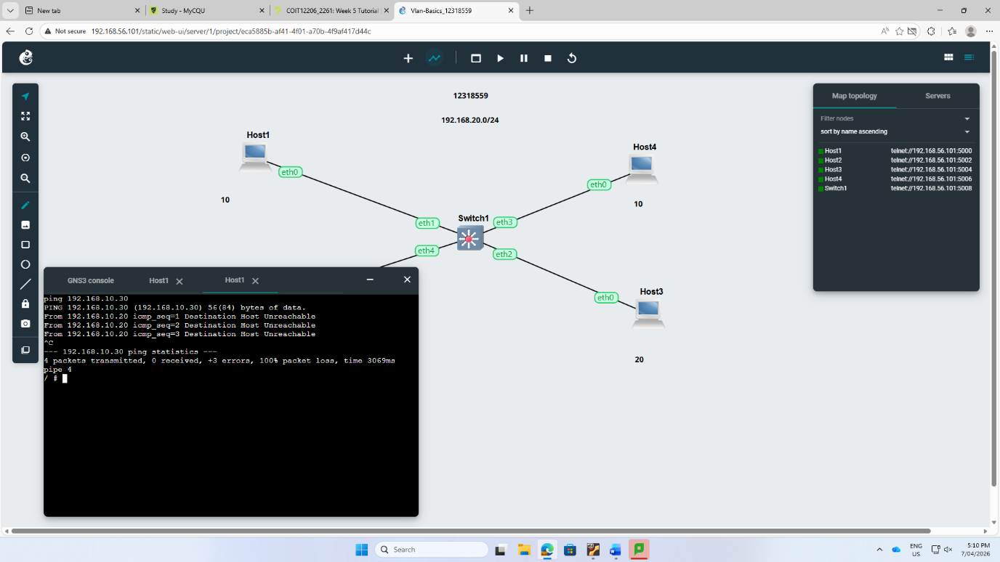 New tab
Study - MyCQU
COIT12206_2261: Week 5 Tutorial
Vlan-Basics_12318559
Not secure
192.168.56.101/static/web-ui/server/1/project/eca5885b-af41-4f01-a70b-4f9af417d44c
12318559
192.168.20.0/24
Host1
eth0
10
Host4
eth0
10
Switch1
eth1
eth3
eth4
eth2
Host3
eth0
20
Map topology
Servers
Filter nodes
sort by name ascending
Host1 telnet://192.168.56.101:5000
Host2 telnet://192.168.56.101:5002
Host3 telnet://192.168.56.101:5004
Host4 telnet://192.168.56.101:5006
Switch1 telnet://192.168.56.101:5008
GNS3 console
Host1
Host1
ping 192.168.10.30
PING 192.168.10.30 (192.168.10.30) 56(84) bytes of data.
From 192.168.10.20 icmp_seq=1 Destination Host Unreachable
From 192.168.10.20 icmp_seq=2 Destination Host Unreachable
From 192.168.10.20 icmp_seq=3 Destination Host Unreachable
^C
--- 192.168.10.30 ping statistics ---
4 packets transmitted, 0 received, +3 errors, 100% packet loss, time 3069ms
pipe 4
/ #
Search
ENG
US
5:10 PM
7/04/2026